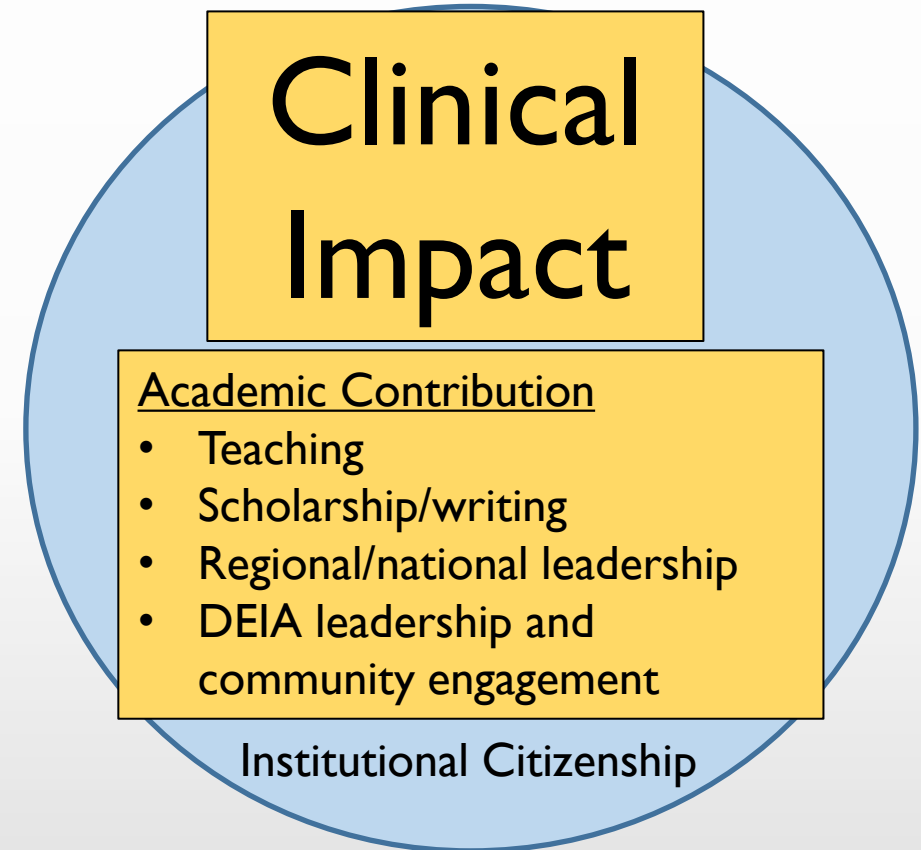 Clinical
Impact
Academic Contribution
• Teaching
• Scholarship/writing
• Regional/national leadership
• DEIA leadership and
community engagement
Institutional Citizenship